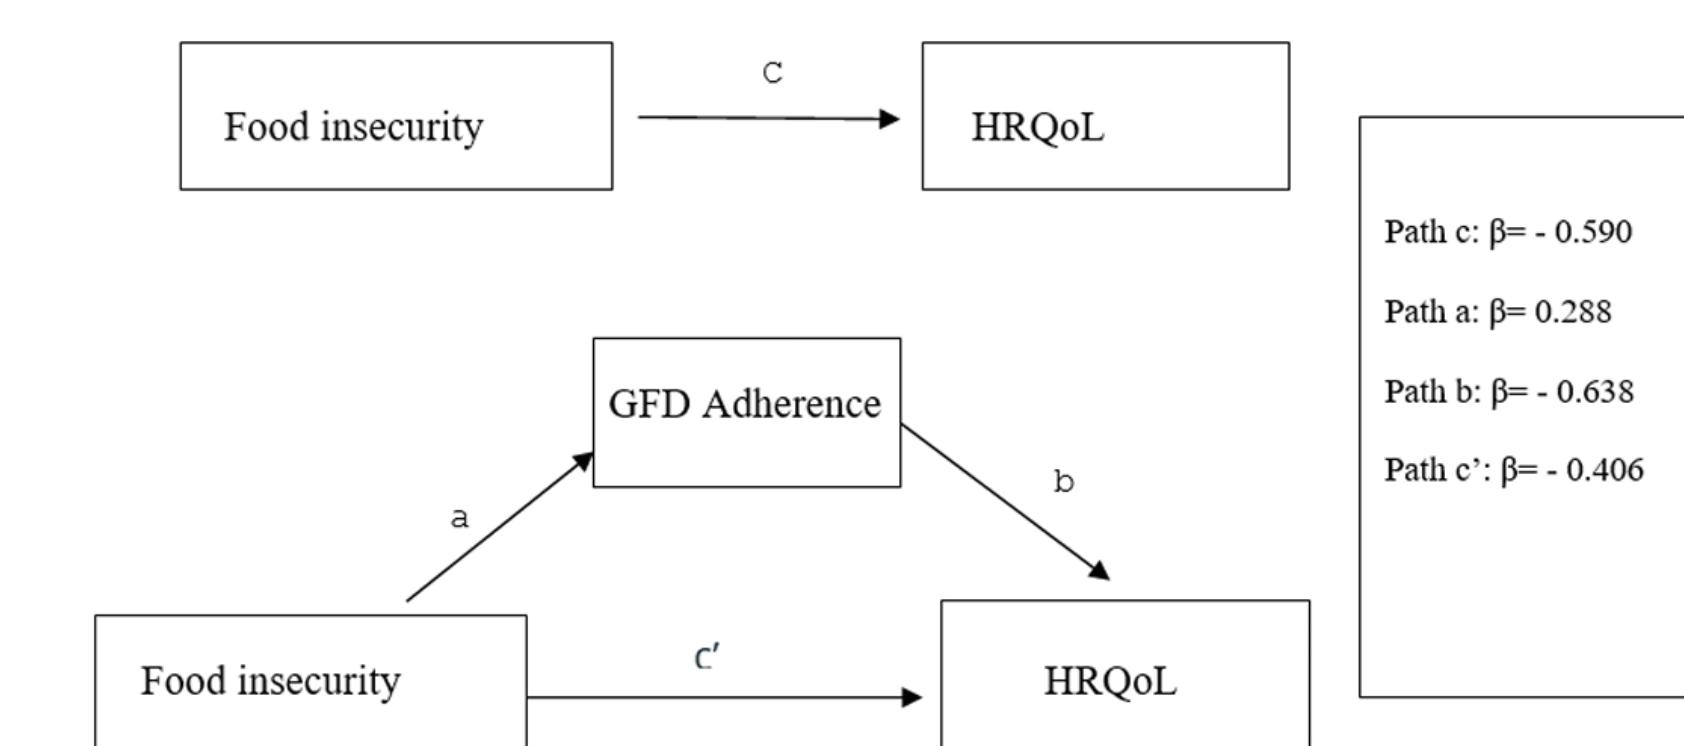 C
Food insecurity
HRQoL
Path c: β= - 0.590
Path a: β= 0.288
Path b: β= - 0.638
Path c’: β= - 0.406
GFD Adherence
a
b
Food insecurity
c’
HRQoL